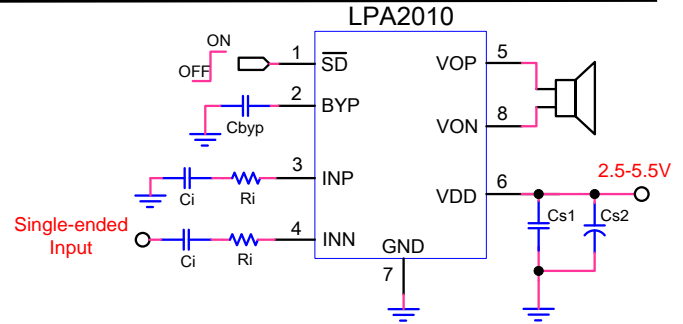 LPA2010
ON
OFF
1
SD
2
BYP
Cbyp
3
INP
Ci
Ri
Single-ended
Input
4
INN
Ci
Ri
VOP
5
VON
8
VDD
6
2.5-5.5V
Cs1
Cs2
GND
7